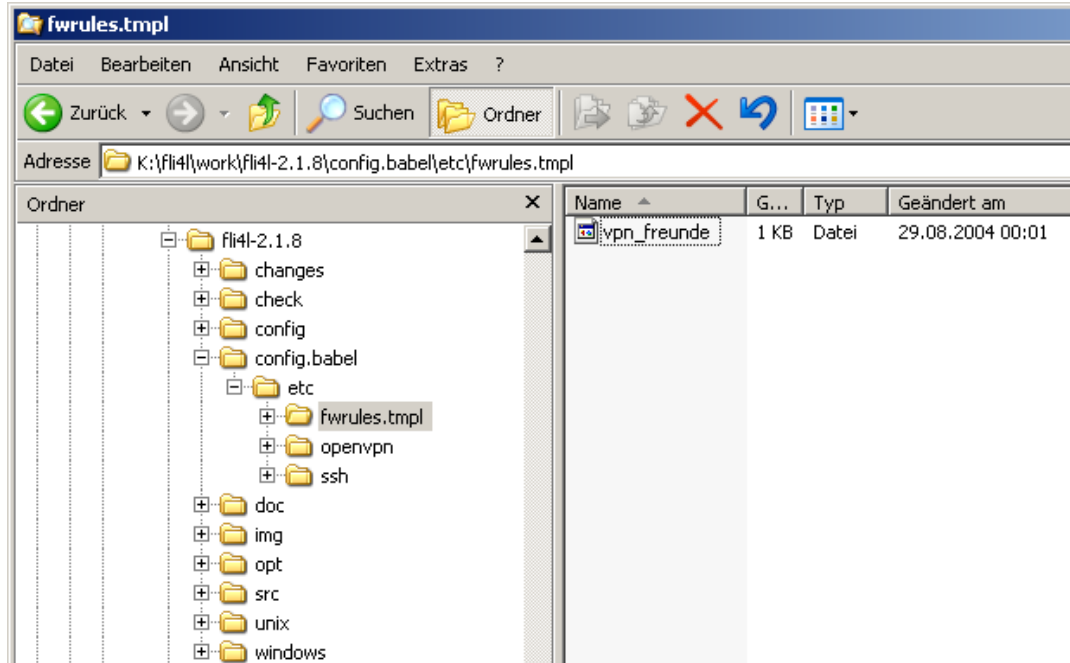 fwrules.tmpl
Datei Bearbeiten Ansicht Favoriten Extras ?
Zurück Suchen Ordner
Adresse K:\fli4l\work\fli4l-2.1.8\config.babel\etc\fwrules.tmpl
Ordner x
Name G... Typ Geändert am
vpn_freunde 1 KB Datei 29.08.2004 00:01
fli4l-2.1.8
changes
check
config
config.babel
etc
fwrules.tmpl
openvpn
ssh
doc
img
opt
src
unix
windows